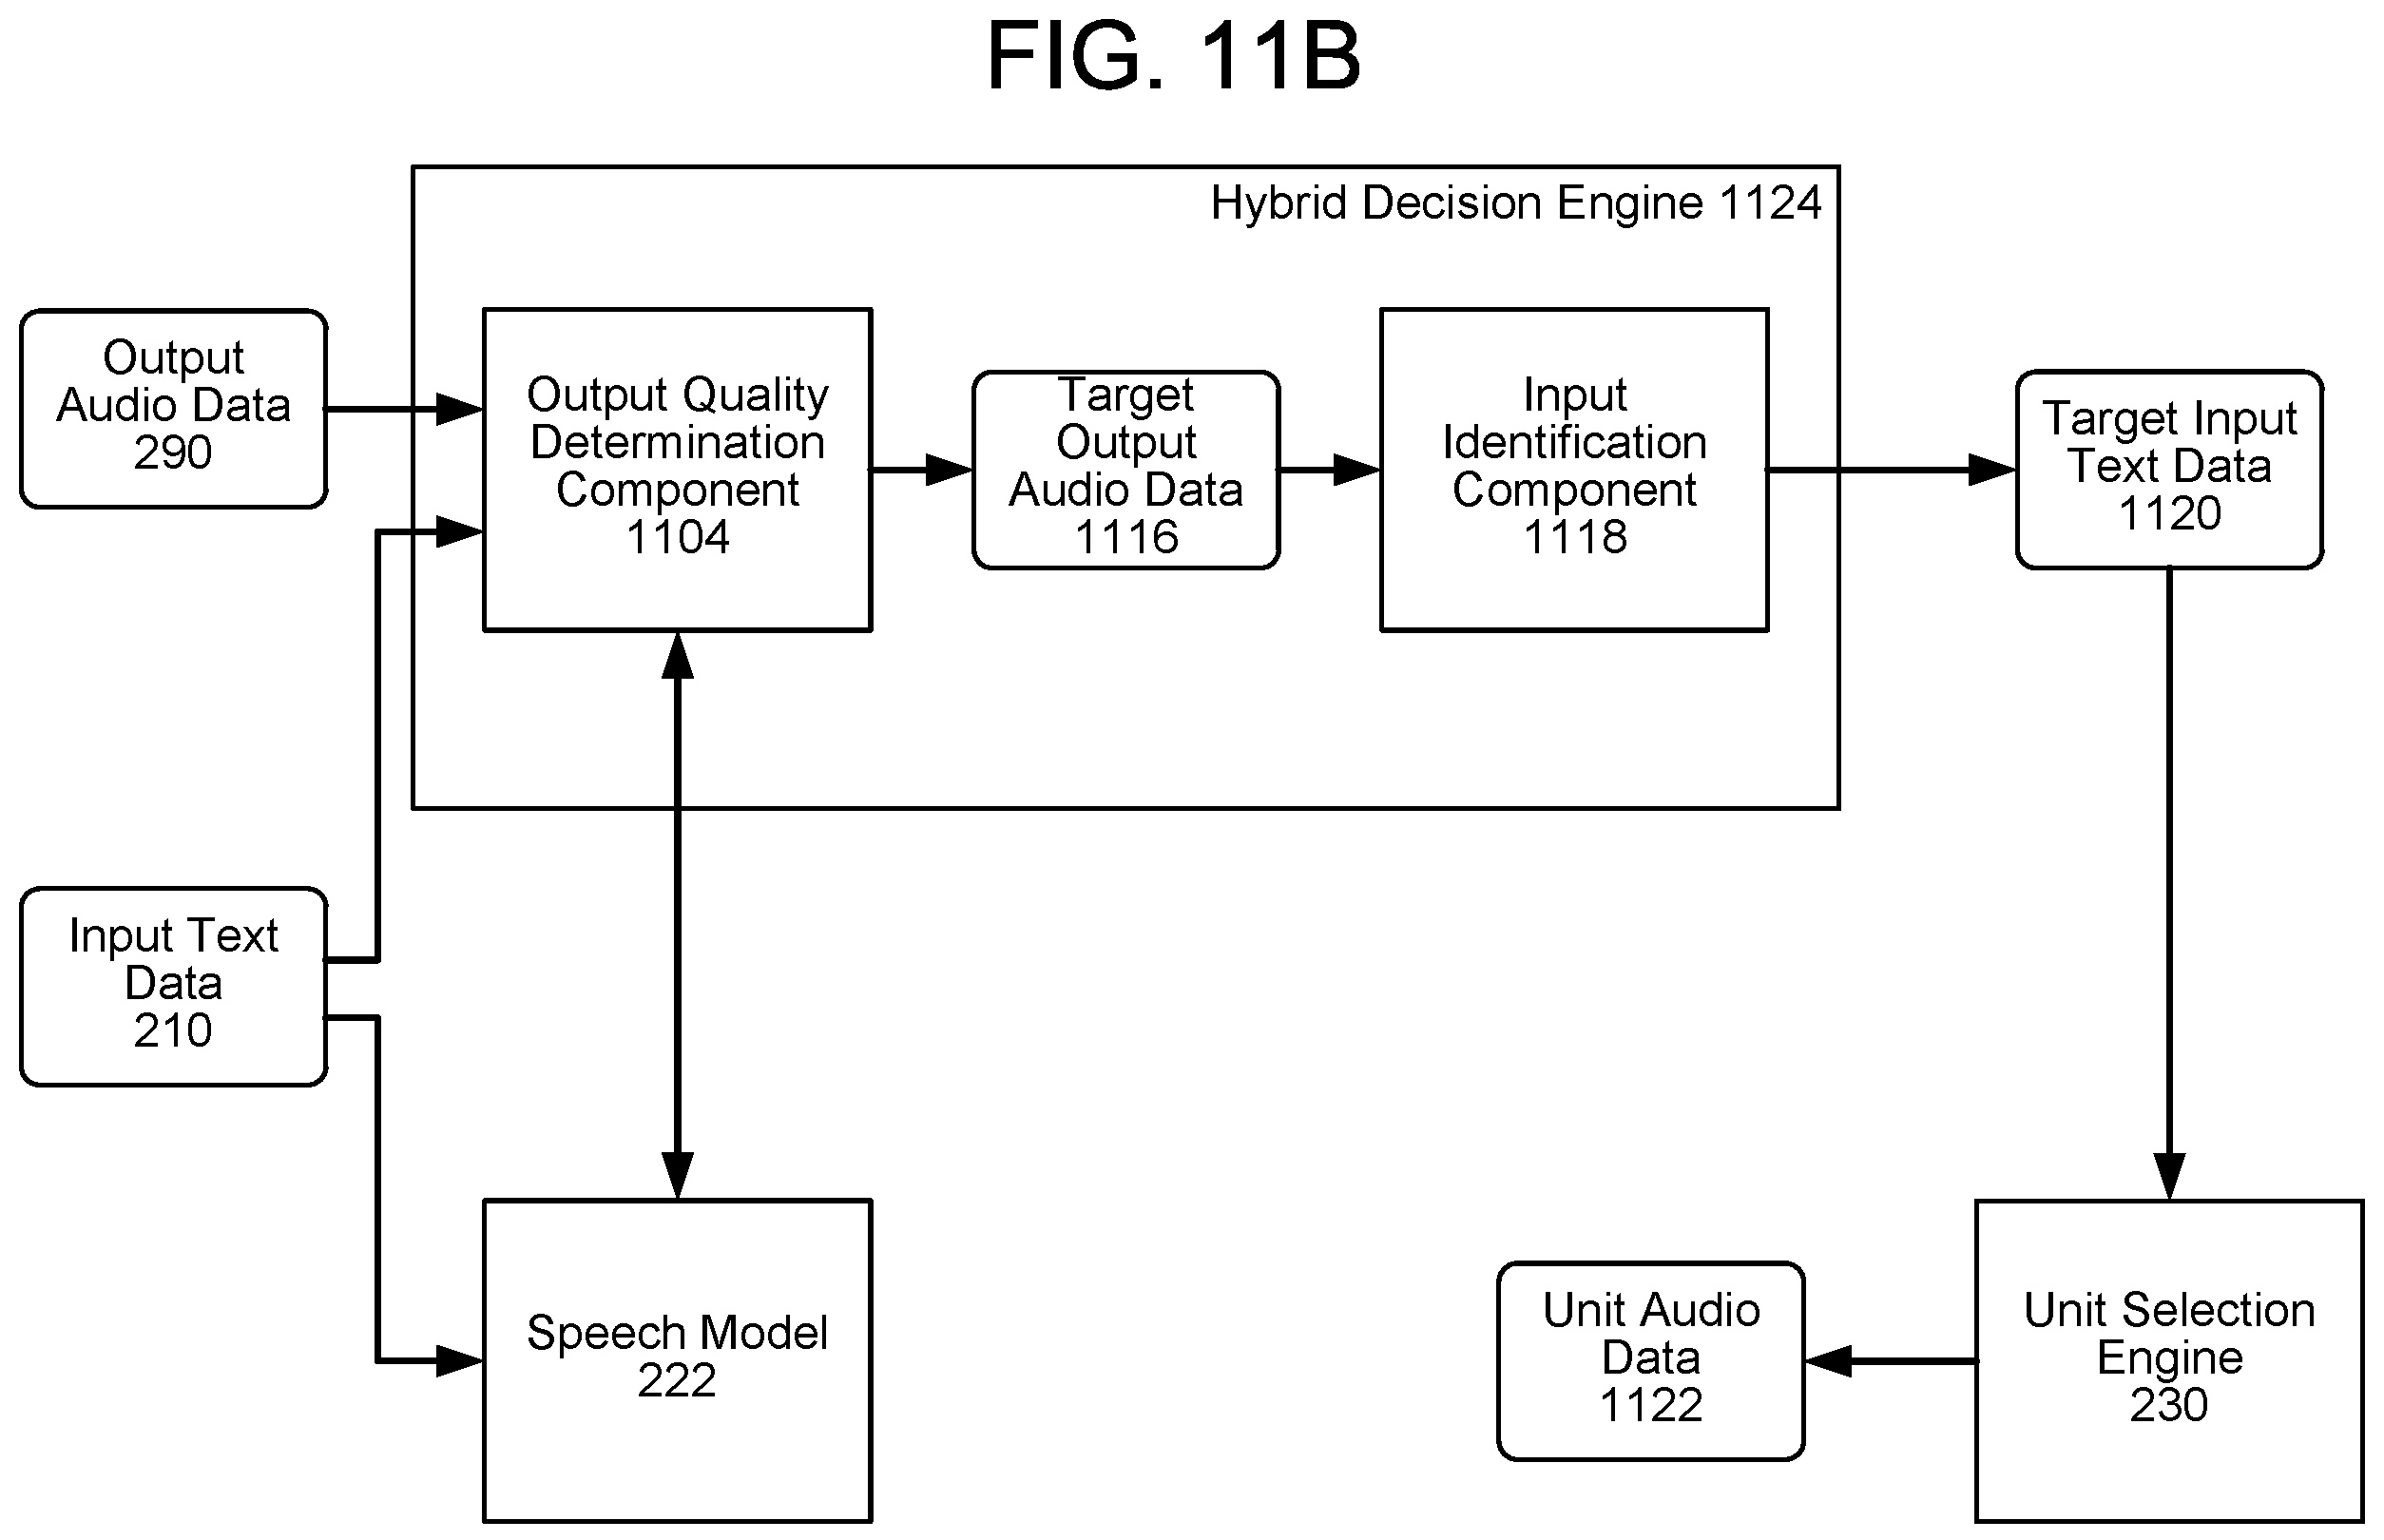 FIG. 11B
Hybrid Decision Engine 1124
Output
Audio Data
290
Output Quality
Determination
Component
1104
Target
Output
Audio Data
1116
Input
Identification
Component
1118
Target Input
Text Data
1120
Input Text
Data
210
Speech Model
222
Unit Audio
Data
1122
Unit Selection
Engine
230